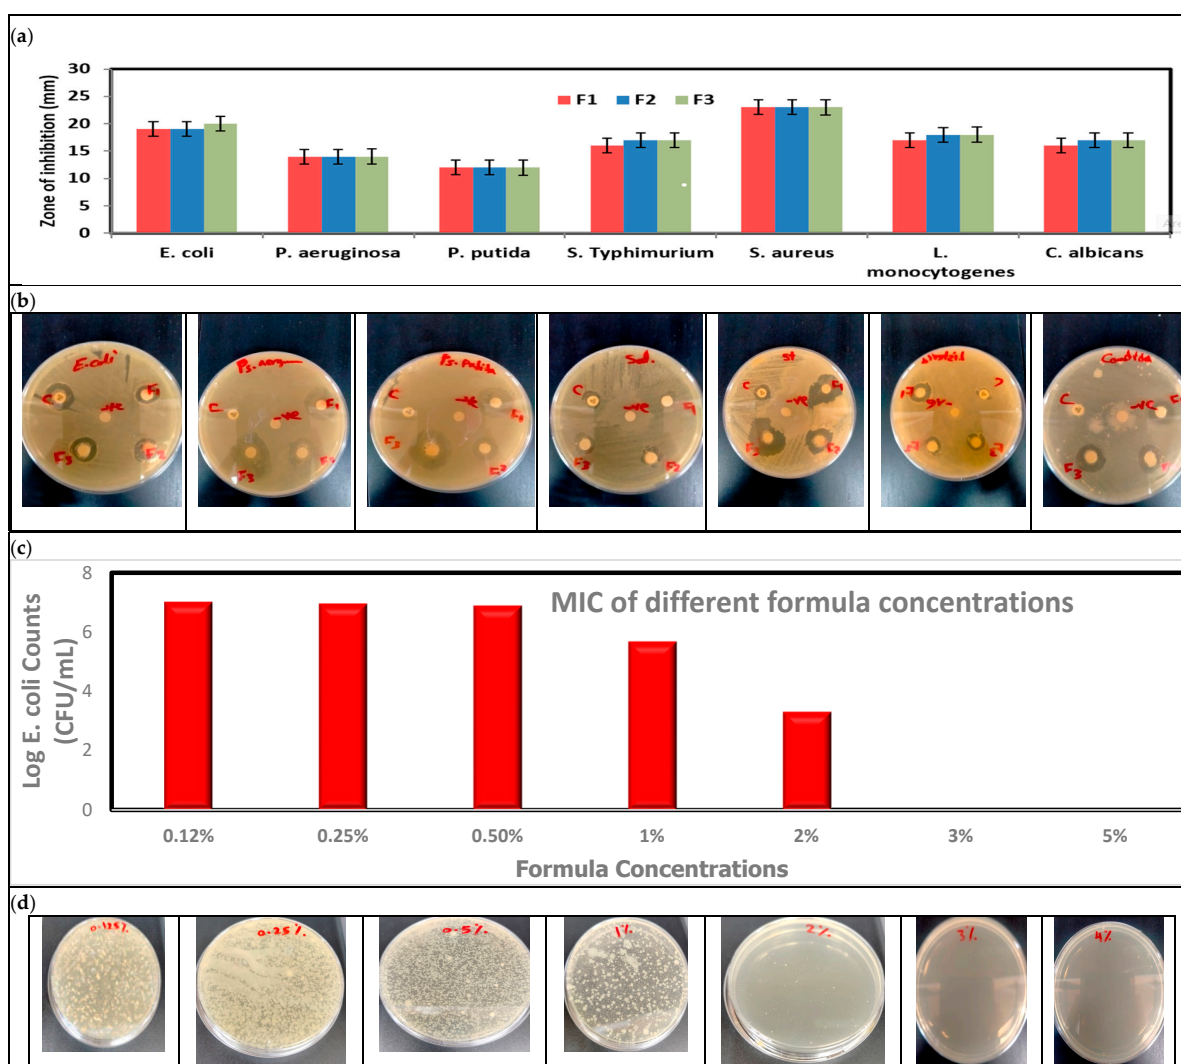 (a)
Zone of inhibition (mm)
30
25
20
15
10
5
0
F1 F2 F3
E. coli P. aeruginosa P. putida S. Typhimurium S. aureus L. monocytogenes C. albicans
(b)
E.coli
C F1
-ve
F3 F2
Ps. aerg
C F1
-ve
F3
Ps. Putida
C F1
-ve
F3 F2
Sal.
C F1
-ve
F3 F2
st
C F1
-ve
F3 F2
C
Candida
C
-ve
F3 F2
(c)
MIC of different formula concentrations
Log E. coli Counts
(CFU/mL)
8
6
4
2
0
0.12% 0.25% 0.50% 1% 2% 3% 5%
Formula Concentrations
(d)
0.125% 0.25% 0.5% 1% 2% 3% 4%